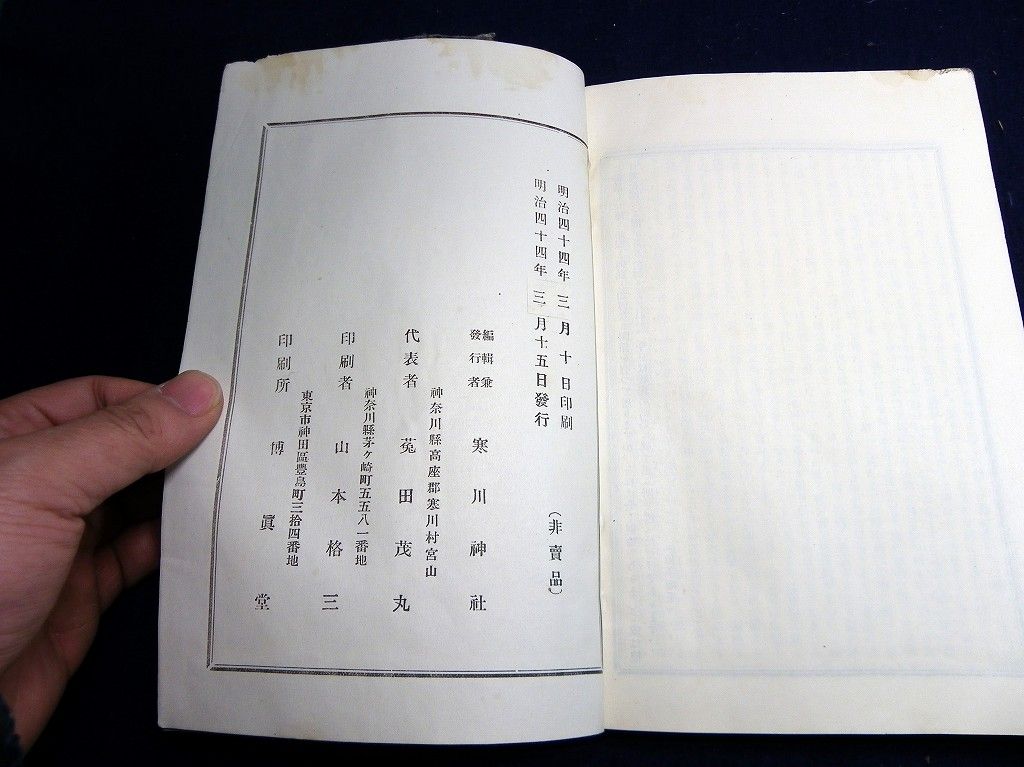 明治四十四年三月十日印刷
明治四十四年三月十五日發行
(非賣品)
編輯兼
發行者
寒川神社
神奈川縣高座郡寒川村宮山
代表者 菟田茂丸
神奈川縣茅ヶ崎町五五八一番地
印刷者 山本格三
東京市神田區豐島町三拾四番地
印刷所 博眞堂